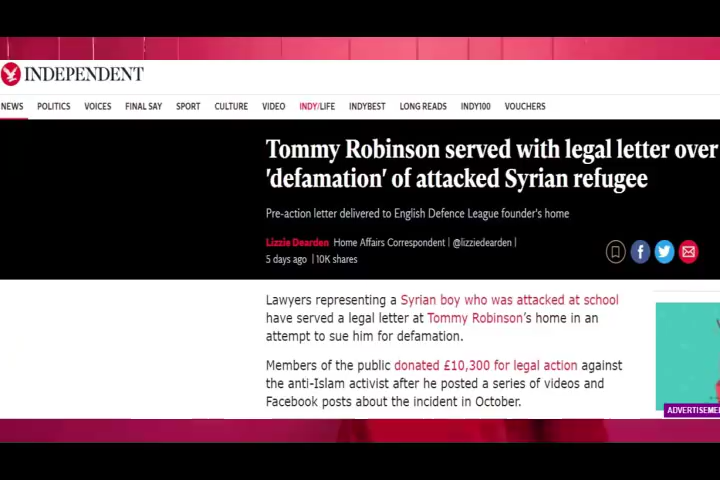 INDEPENDENT
NEWS POLITICS VOICES FINAL SAY SPORT CULTURE VIDEO INDY/LIFE INDYBEST LONG READS INDY100 VOUCHERS
Tommy Robinson served with legal letter over
'defamation' of attacked Syrian refugee
Pre-action letter delivered to English Defence League founder's home
Lizzie Dearden Home Affairs Correspondent | @lizziedearden |
5 days ago | 10K shares
Lawyers representing a Syrian boy who was attacked at school
have served a legal letter at Tommy Robinson's home in an
attempt to sue him for defamation.
Members of the public donated £10,300 for legal action against
the anti-Islam activist after he posted a series of videos and
Facebook posts about the incident in October.